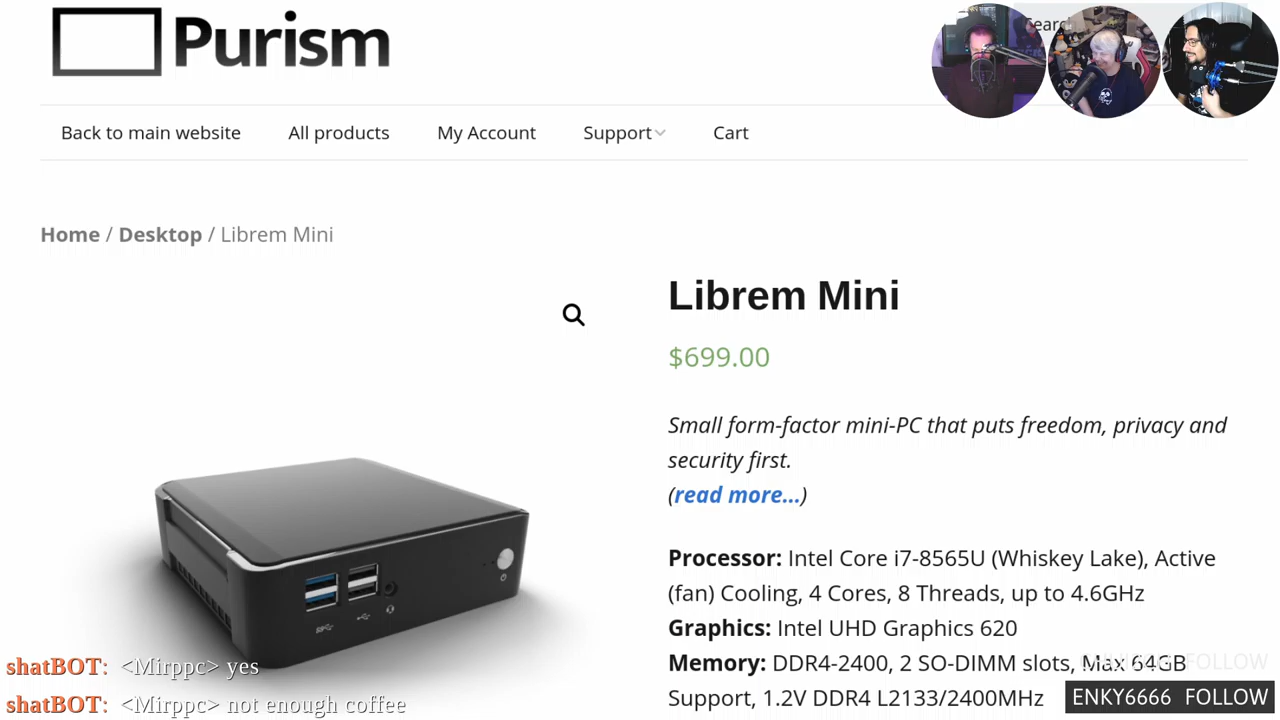 Purism
Search
Back to main website
All products
My Account
Support
Cart
Home / Desktop / Librem Mini
Librem Mini
$699.00
Small form-factor mini-PC that puts freedom, privacy and
security first.
(read more...)
Processor: Intel Core i7-8565U (Whiskey Lake), Active
(fan) Cooling, 4 Cores, 8 Threads, up to 4.6GHz
Graphics: Intel UHD Graphics 620
Memory: DDR4-2400, 2 SO-DIMM slots, Max 64GB
Support, 1.2V DDR4 L2133/2400MHz
shatBOT: <Mirppc> yes
shatBOT: <Mirppc> not enough coffee
FOLLOW
ENKY6666 FOLLOW